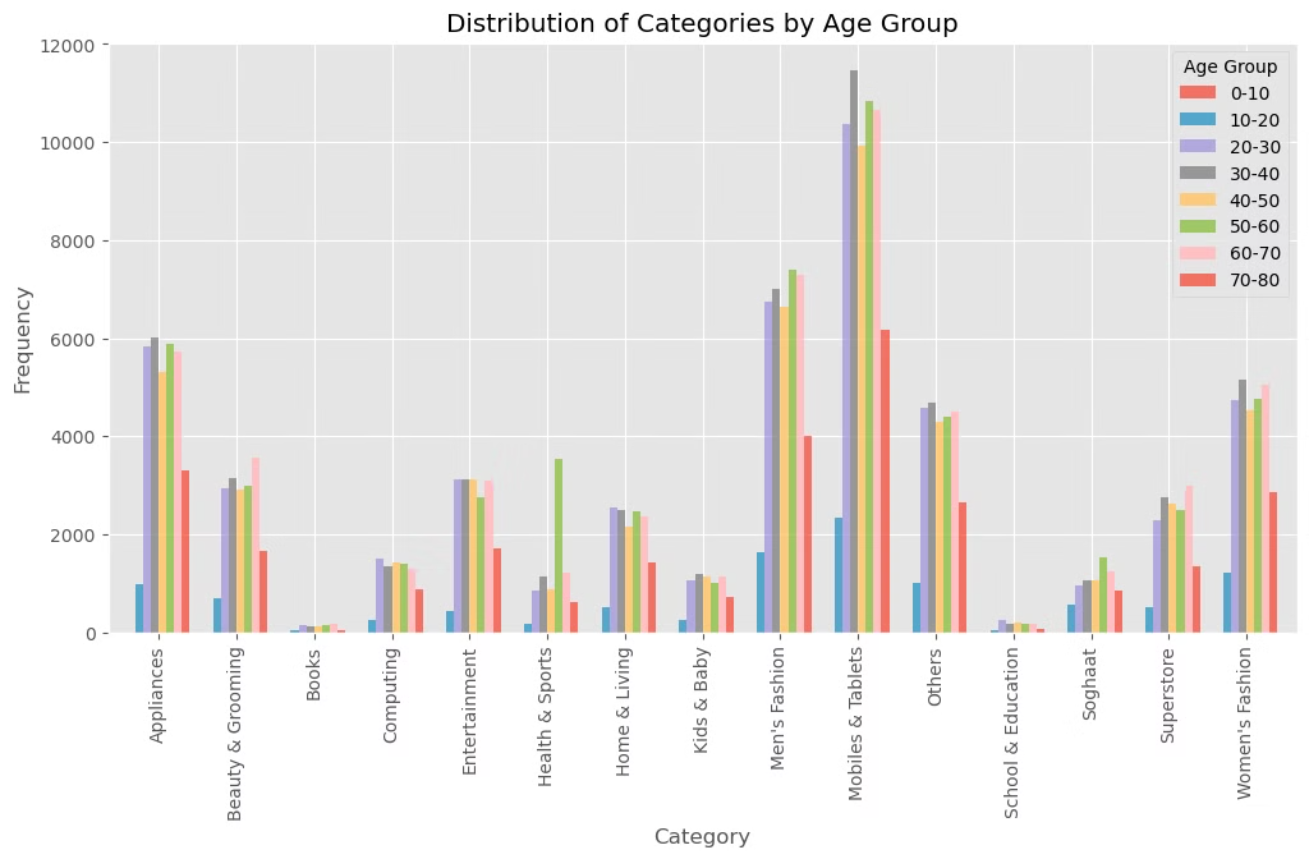 Distribution of Categories by Age Group
12000
10000
8000
6000
4000
2000
0
Frequency
Age Group
0-10
10-20
20-30
30-40
40-50
50-60
60-70
70-80
Appliances
Beauty & Grooming
Books
Computing
Entertainment
Health & Sports
Home & Living
Kids & Baby
Men's Fashion
Mobiles & Tablets
Others
School & Education
Soghaat
Superstore
Women's Fashion
Category